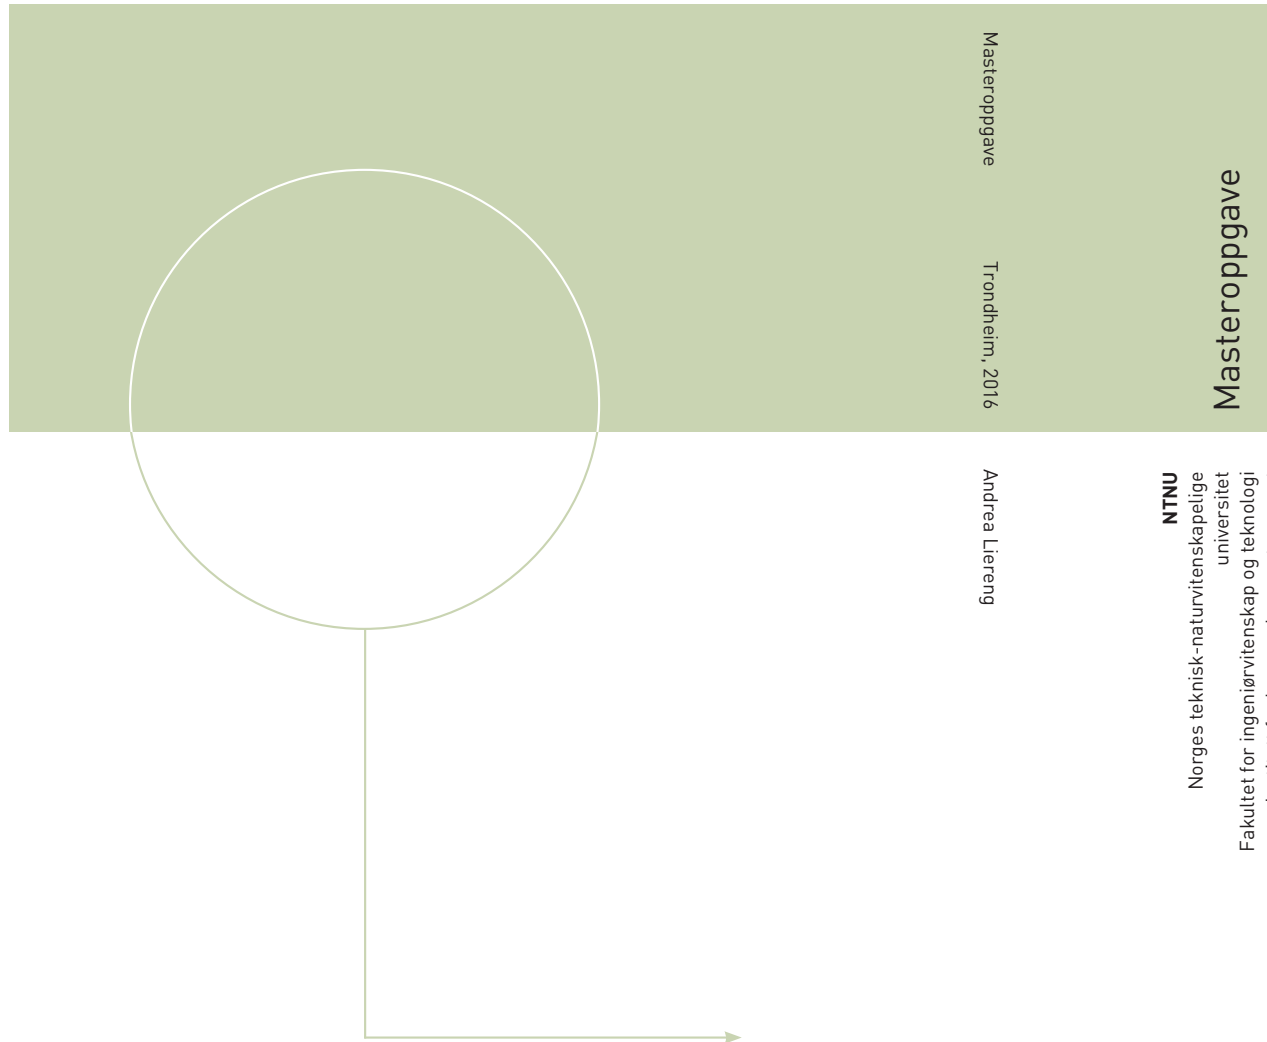 Masteroppgave
Trondheim, 2016
Andrea Liereng
Masteroppgave
NTNU
Norges teknisk-naturvitenskapelige
universitet
Fakultet for ingeniørvitenskap og teknologi